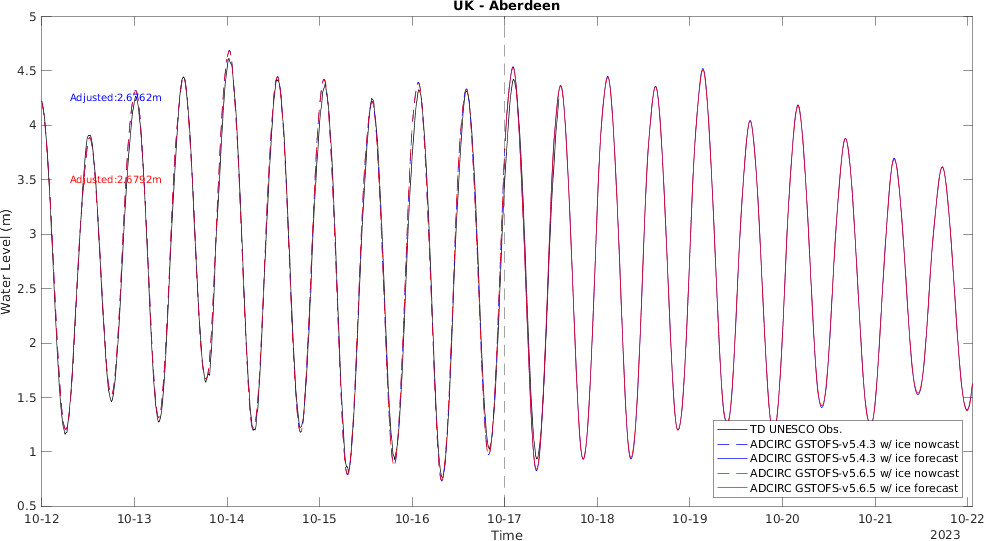 UK - Aberdeen
Water Level (m)
5
4.5
4
3.5
3
2.5
2
1.5
1
0.5
Adjusted:2.6762m
Adjusted:2.6792m
TD UNESCO Obs.
ADCIRC GSTOFS-v5.4.3 w/ ice nowcast
ADCIRC GSTOFS-v5.4.3 w/ ice forecast
ADCIRC GSTOFS-v5.6.5 w/ ice nowcast
ADCIRC GSTOFS-v5.6.5 w/ ice forecast
10-12 10-13 10-14 10-15 10-16 10-17 10-18 10-19 10-20 10-21 10-22
Time
2023